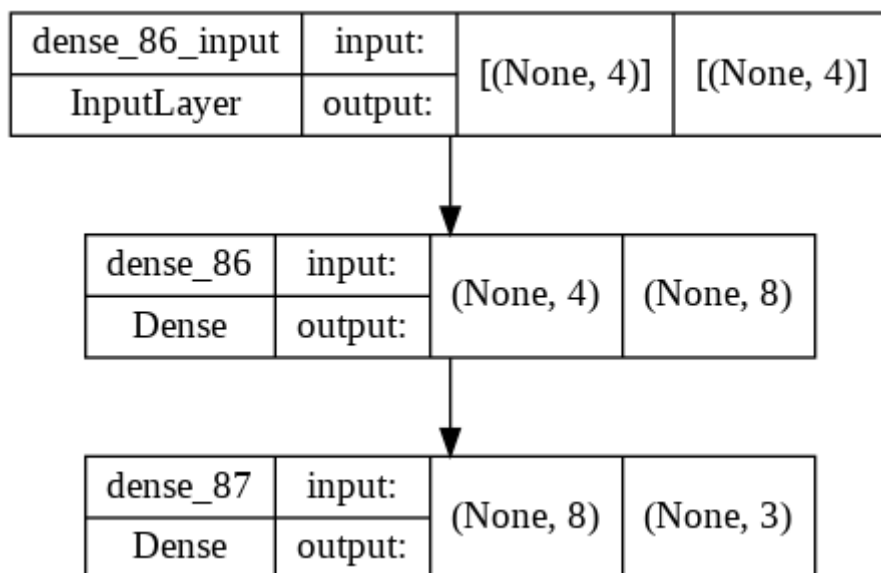 dense_86_input input: [(None, 4)] [(None, 4)]
InputLayer output:
dense_86 input: (None, 4) (None, 8)
Dense output:
dense_87 input: (None, 8) (None, 3)
Dense output: